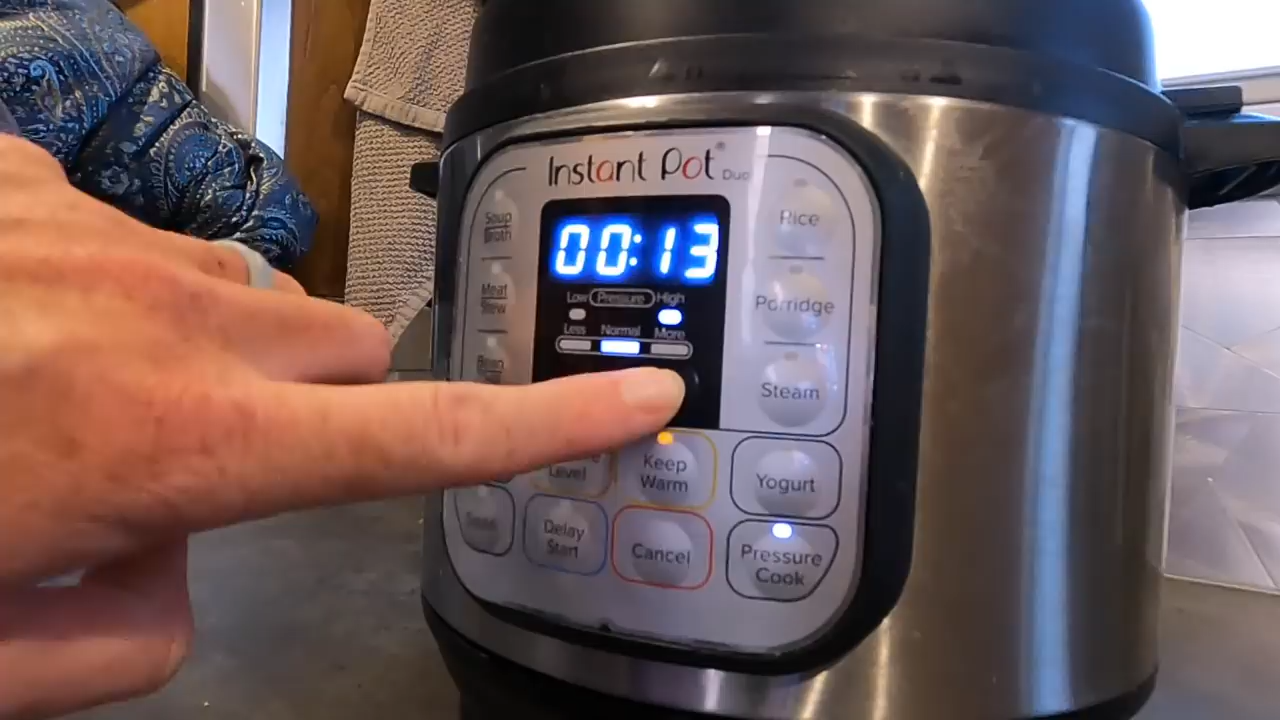 Instant Pot® Duo
00:13
Low Pressure High
Less Normal More
Soup
Broth
Meat
Stew
Bean
Rice
Porridge
Steam
Level
Keep
Warm
Yogurt
Delay
Start
Cancel
Pressure
Cook